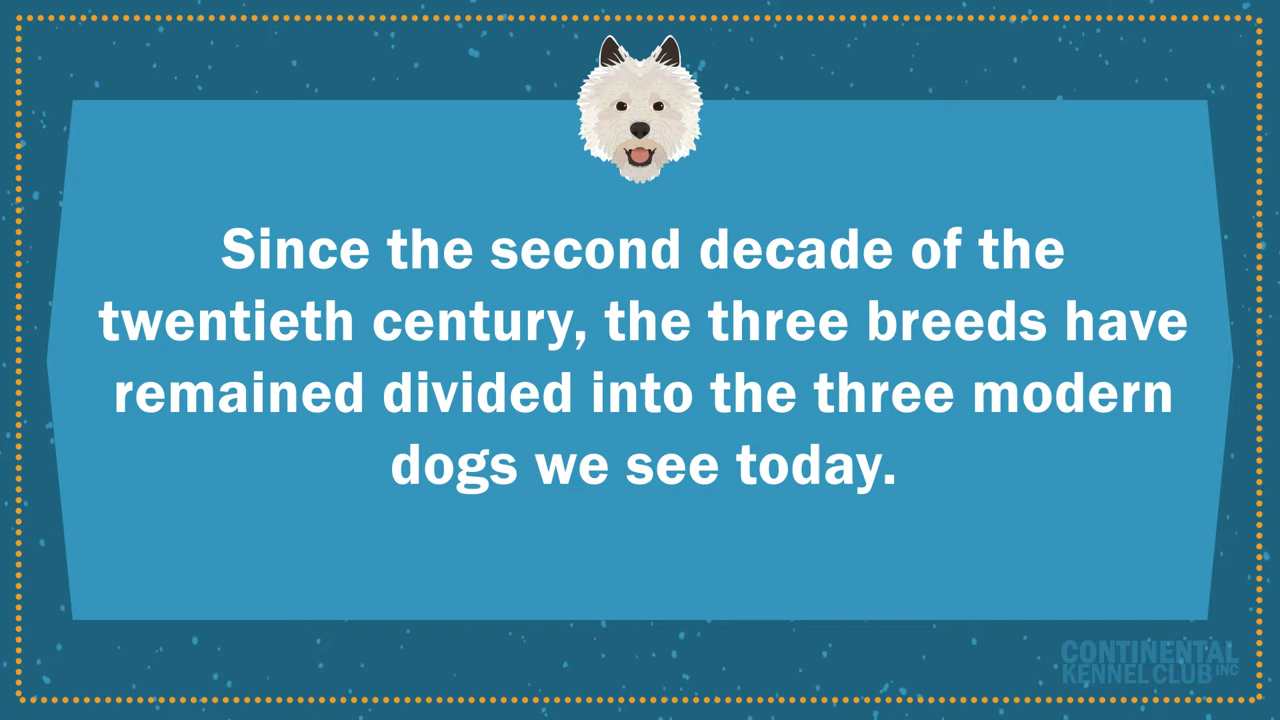 Since the second decade of the
twentieth century, the three breeds have
remained divided into the three modern
dogs we see today.
CONTINENTAL
KENNEL CLUB INC